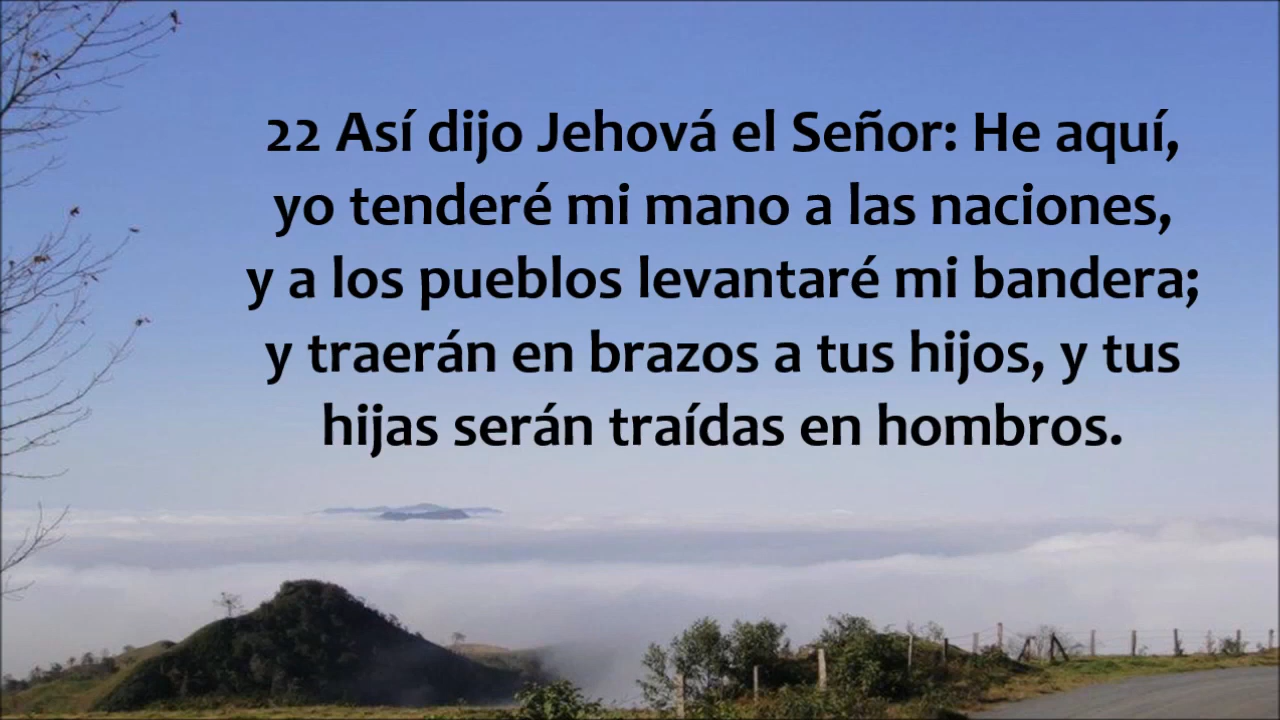 22 Así dijo Jehová el Señor: He aquí,
yo tenderé mi mano a las naciones,
y a los pueblos levantaré mi bandera;
y traerán en brazos a tus hijos, y tus
hijas serán traídas en hombros.